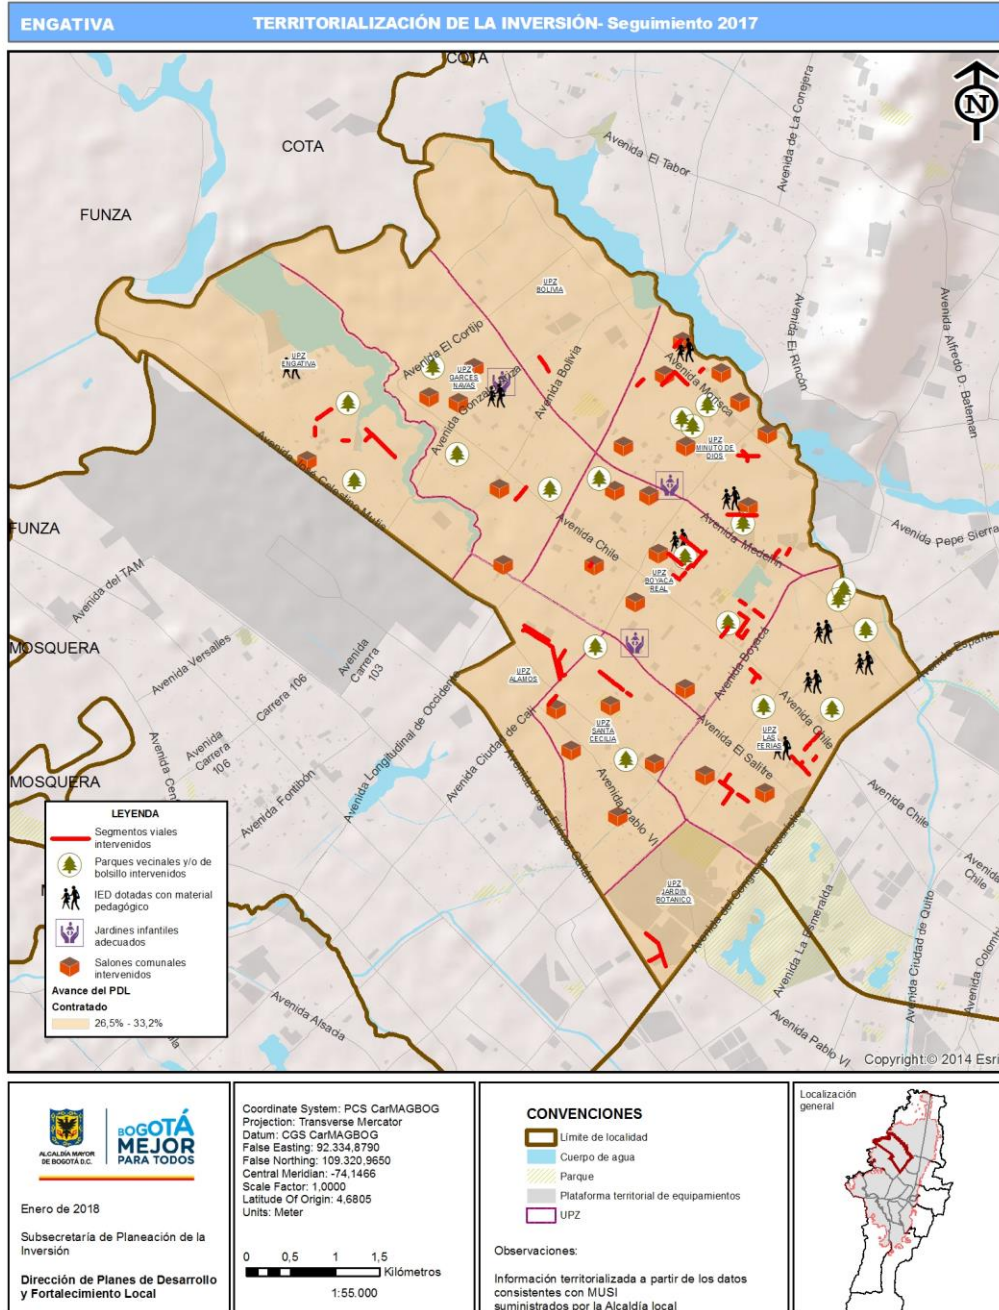 ENGATIVA
TERRITORIALIZACIÓN DE LA INVERSIÓN- Seguimiento 2017
COTA
COTA
FUNZA
FUNZA
MOSQUERA
MOSQUERA
N
Avenida El Tabor
Avenida de La Conejera
Avenida El Rincón
Avenida Alfredo D. Bateman
Avenida Pepe Sierra
UPZ
BOLIVIA
Avenida El Cortijo
UPZ
ENGATIVA
UPZ
GARCES
NAVAS
Avenida Bolivia
Avenida Morisca
UPZ
MINUTO DE
DIOS
Avenida José Celestino Mutis
Avenida Chile
Avenida Medellín
UPZ
BOYACA
REAL
Avenida del TAM
Avenida Versalles
Avenida
Carrera
103
Carrera 106
Avenida
Carrera
106
Avenida Fontibón
Avenida Longitudinal de Occidente
Avenida Ciudad de Cali
UPZ
ALAMOS
UPZ
SANTA
CECILIA
Avenida Boyacá
Avenida España
Avenida Chile
UPZ
LAS
FERIAS
Avenida El Salitre
Avenida Pablo VI
Avenida Jorge Eliécer Gaitán
UPZ
JARDIN
BOTANICO
Avenida del Congreso Eucarístico
Avenida La Esmeralda
Avenida Ciudad de Quito
Avenida Chile
Avenida
Chile
Avenida Pablo VI
Avenida Alsacia
LEYENDA
Segmentos viales
intervenidos
Parques vecinales y/o de
bolsillo intervenidos
IED dotadas con material
pedagógico
Jardines infantiles
adecuados
Salones comunales
intervenidos
Avance del PDL
Contratado
26,5% - 33,2%
Copyright:© 2014 Esri
ALCALDÍA MAYOR
DE BOGOTÁ D.C.
BOGOTÁ
MEJOR
PARA TODOS
Enero de 2018
Subsecretaría de Planeación de la
Inversión
Dirección de Planes de Desarrollo
y Fortalecimiento Local
Coordinate System: PCS CarMAGBOG
Projection: Transverse Mercator
Datum: CGS CarMAGBOG
False Easting: 92.334,8790
False Northing: 109.320,9650
Central Meridian: -74,1466
Scale Factor: 1,0000
Latitude Of Origin: 4,6805
Units: Meter
0 0,5 1 1,5
Kilómetros
1:55.000
CONVENCIONES
Límite de localidad
Cuerpo de agua
Parque
Plataforma territorial de equipamientos
UPZ
Observaciones:
Información territorializada a partir de los datos
consistentes con MUSI
suministrados por la Alcaldía local
Localización
general